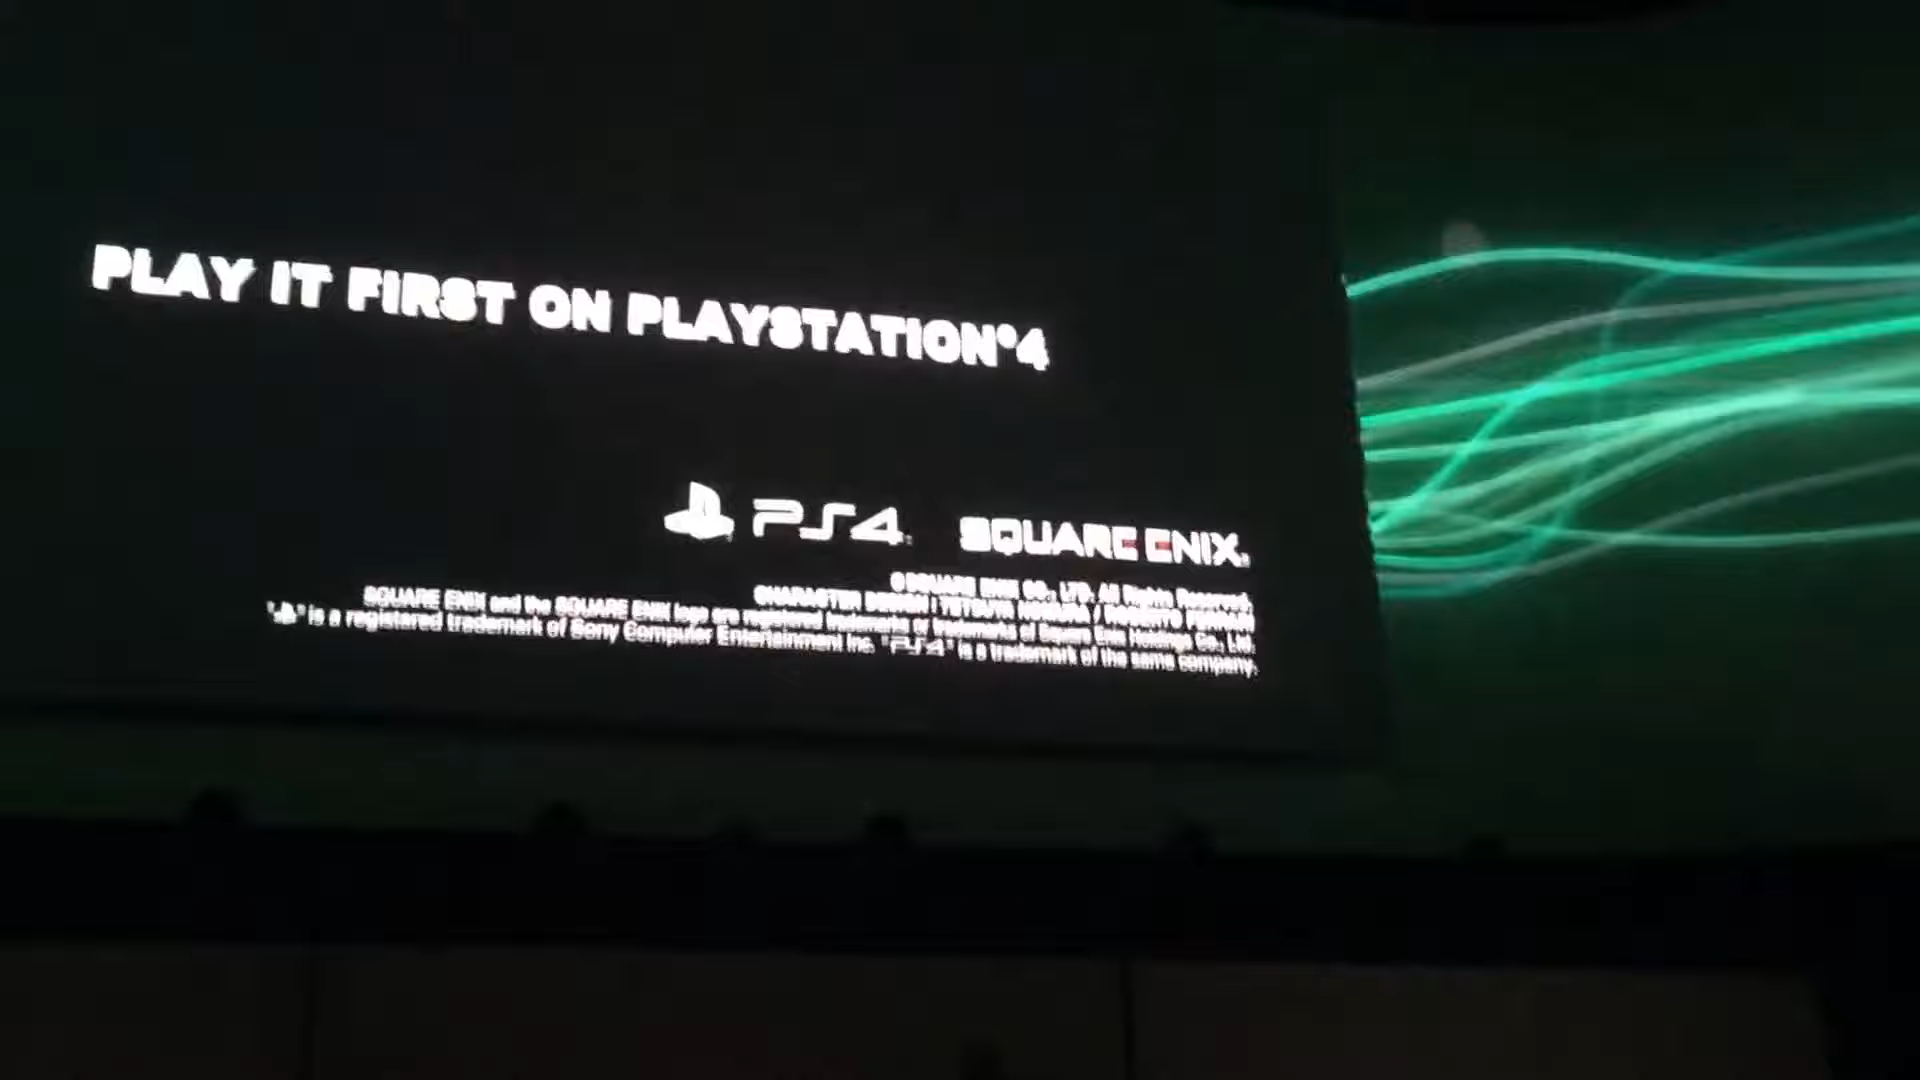 PLAY IT FIRST ON PLAYSTATION®4
PS4
SQUARE ENIX
© SQUARE ENIX CO., LTD. All Rights Reserved.
CHARACTER DESIGN : TETSUYA NOMURA / ROBERTO FERRARI
SQUARE ENIX and the SQUARE ENIX logo are registered trademarks or trademarks of Square Enix Holdings Co., Ltd.
" " is a registered trademark of Sony Computer Entertainment Inc. "PS4" is a trademark of the same company.